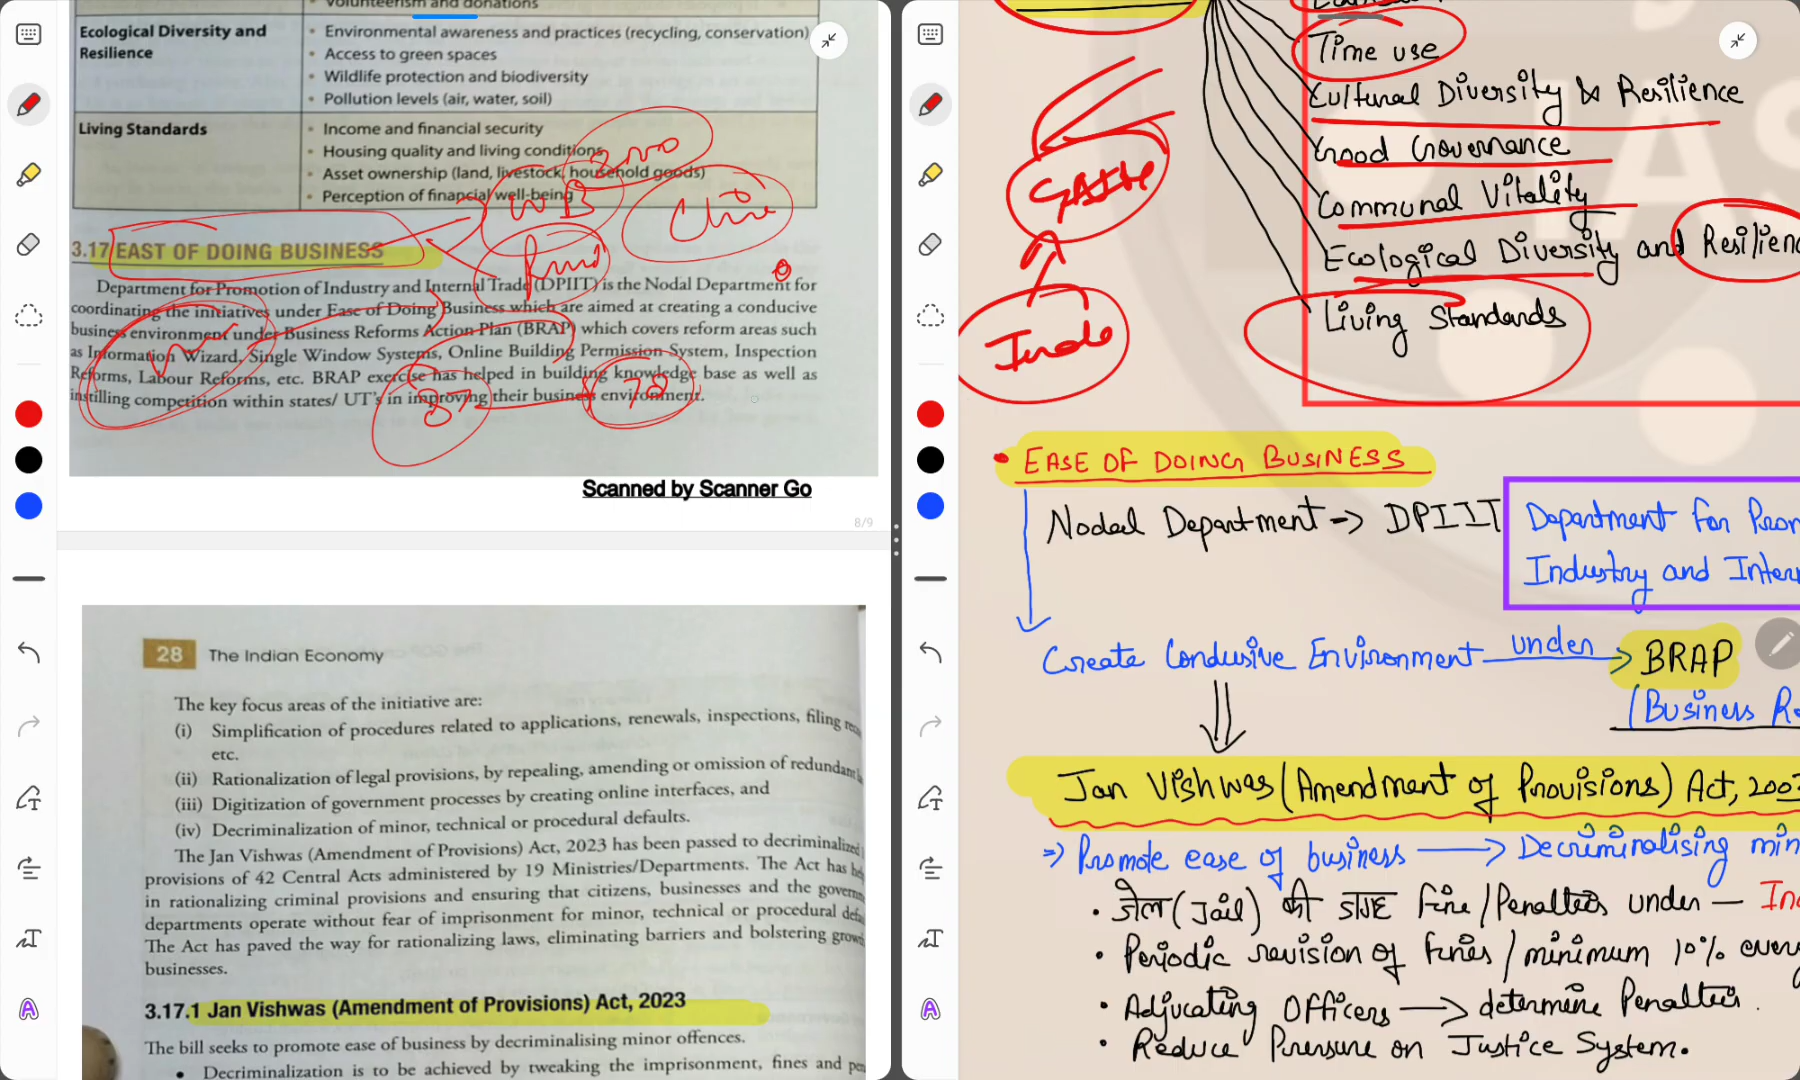 Volunteerism and donations
Ecological Diversity and
Resilience
• Environmental awareness and practices (recycling, conservation)
• Access to green spaces
• Wildlife protection and biodiversity
• Pollution levels (air, water, soil)
Living Standards
• Income and financial security
• Housing quality and living conditions
• Asset ownership (land, livestock, household goods)
• Perception of financial well-being
WB
3.17 EAST OF DOING BUSINESS
Department for Promotion of Industry and Internal Trade (DPIIT) is the Nodal Department for
coordinating the initiatives under Ease of Doing Business which are aimed at creating a conducive
business environment under Business Reforms Action Plan (BRAP) which covers reform areas such
as Information Wizard, Single Window Systems, Online Building Permission System, Inspection
Reforms, Labour Reforms, etc. BRAP exercise has helped in building knowledge base as well as
instilling competition within states/ UT's in improving their business environment.
87
78
Scanned by Scanner Go
8/9
28 The Indian Economy
The key focus areas of the initiative are:
(i) Simplification of procedures related to applications, renewals, inspections, filing
etc.
(ii) Rationalization of legal provisions, by repealing, amending or omission of redundant
(iii) Digitization of government processes by creating online interfaces, and
(iv) Decriminalization of minor, technical or procedural defaults.
The Jan Vishwas (Amendment of Provisions) Act, 2023 has been passed to decriminalized
provisions of 42 Central Acts administered by 19 Ministries/Departments. The Act has
in rationalizing criminal provisions and ensuring that citizens, businesses and the
departments operate without fear of imprisonment for minor, technical or procedural
The Act has paved the way for rationalizing laws, eliminating barriers and bolstering
businesses.
3.17.1 Jan Vishwas (Amendment of Provisions) Act, 2023
The bill seeks to promote ease of business by decriminalising minor offences.
• Decriminalization is to be achieved by tweaking the imprisonment, fines and
Time use
Cultural Diversity & Resilience
Good Governance
Communal Vitality
Ecological Diversity and Resilien
Living Standards
IAS
• EASE OF DOING BUSINESS
Nodal Department → DPIIT
Department for Prom
Industry and Inter
Create Condusive Environment under → BRAP
(Business Re
Jan Vishwas (Amendment of Provisions) Act, 2003
⇒ Promote ease of business → Decriminalising min
• जेल (Jail) की जगह Fine/Penalties under —
• Periodic revision of fines/minimum 10% every
• Adjucating Officers → determine Penalties.
• Reduce Pressure on Justice System.